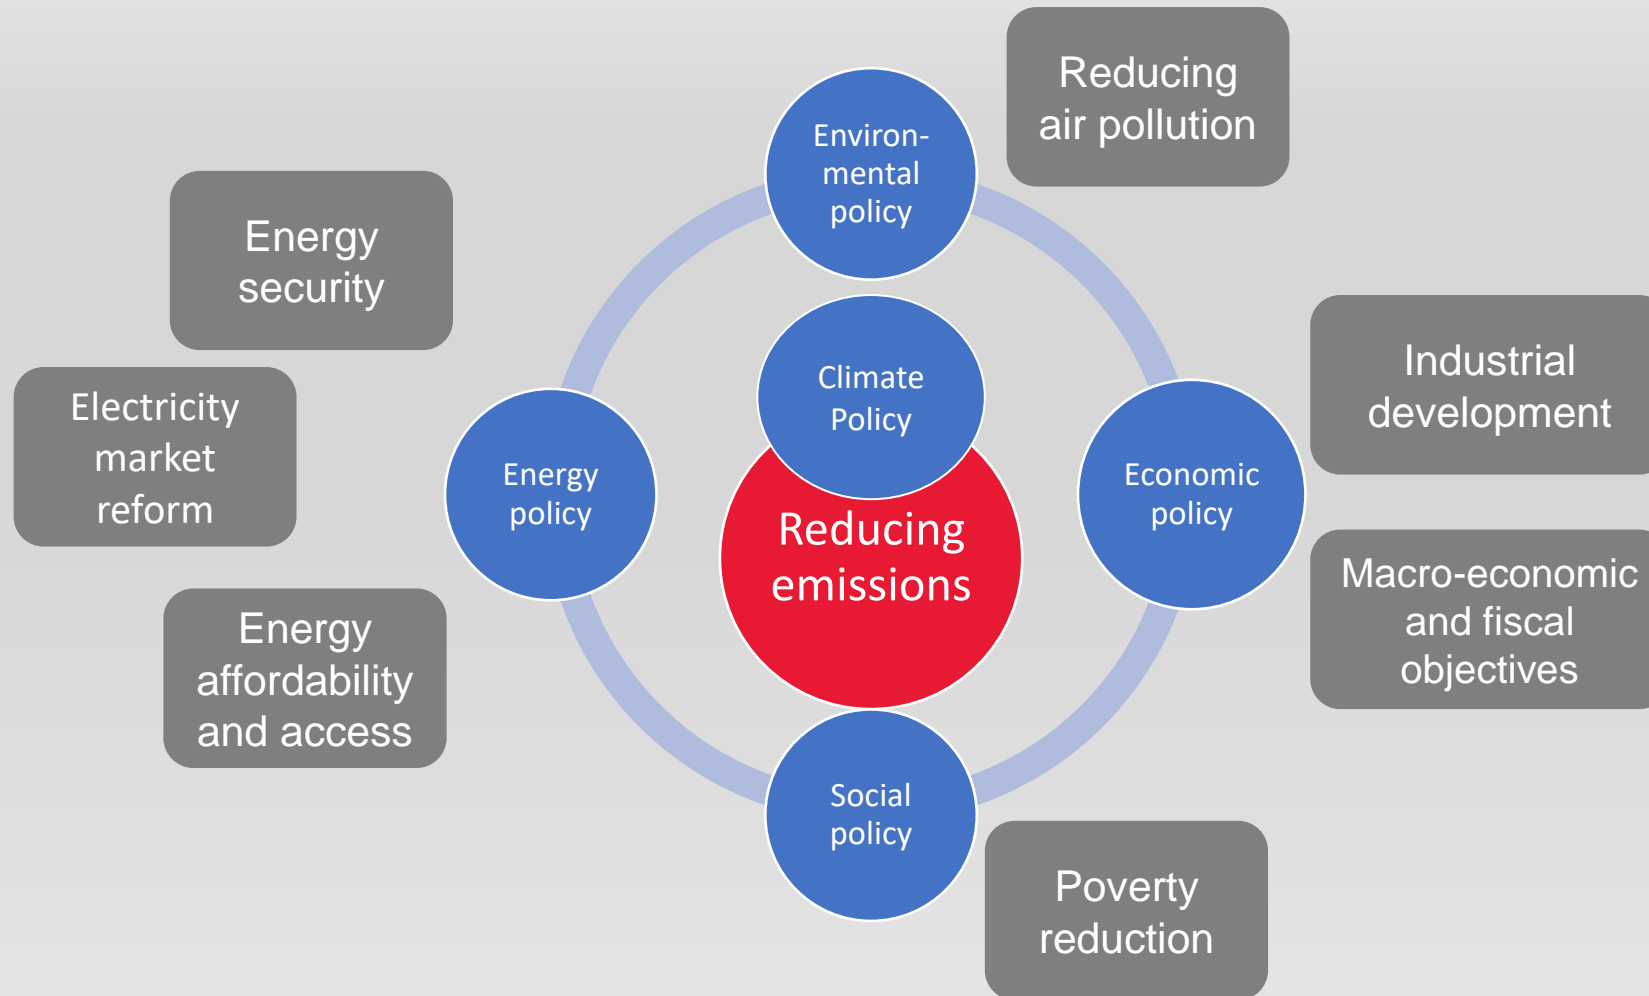 Reducing
air pollution
Environ-
mental
policy
Energy
security
Climate
Policy
Industrial
development
Electricity
market
reform
Energy
policy
Economic
policy
Reducing
emissions
Macro-economic
and fiscal
objectives
Energy
affordability
and access
Social
policy
Poverty
reduction